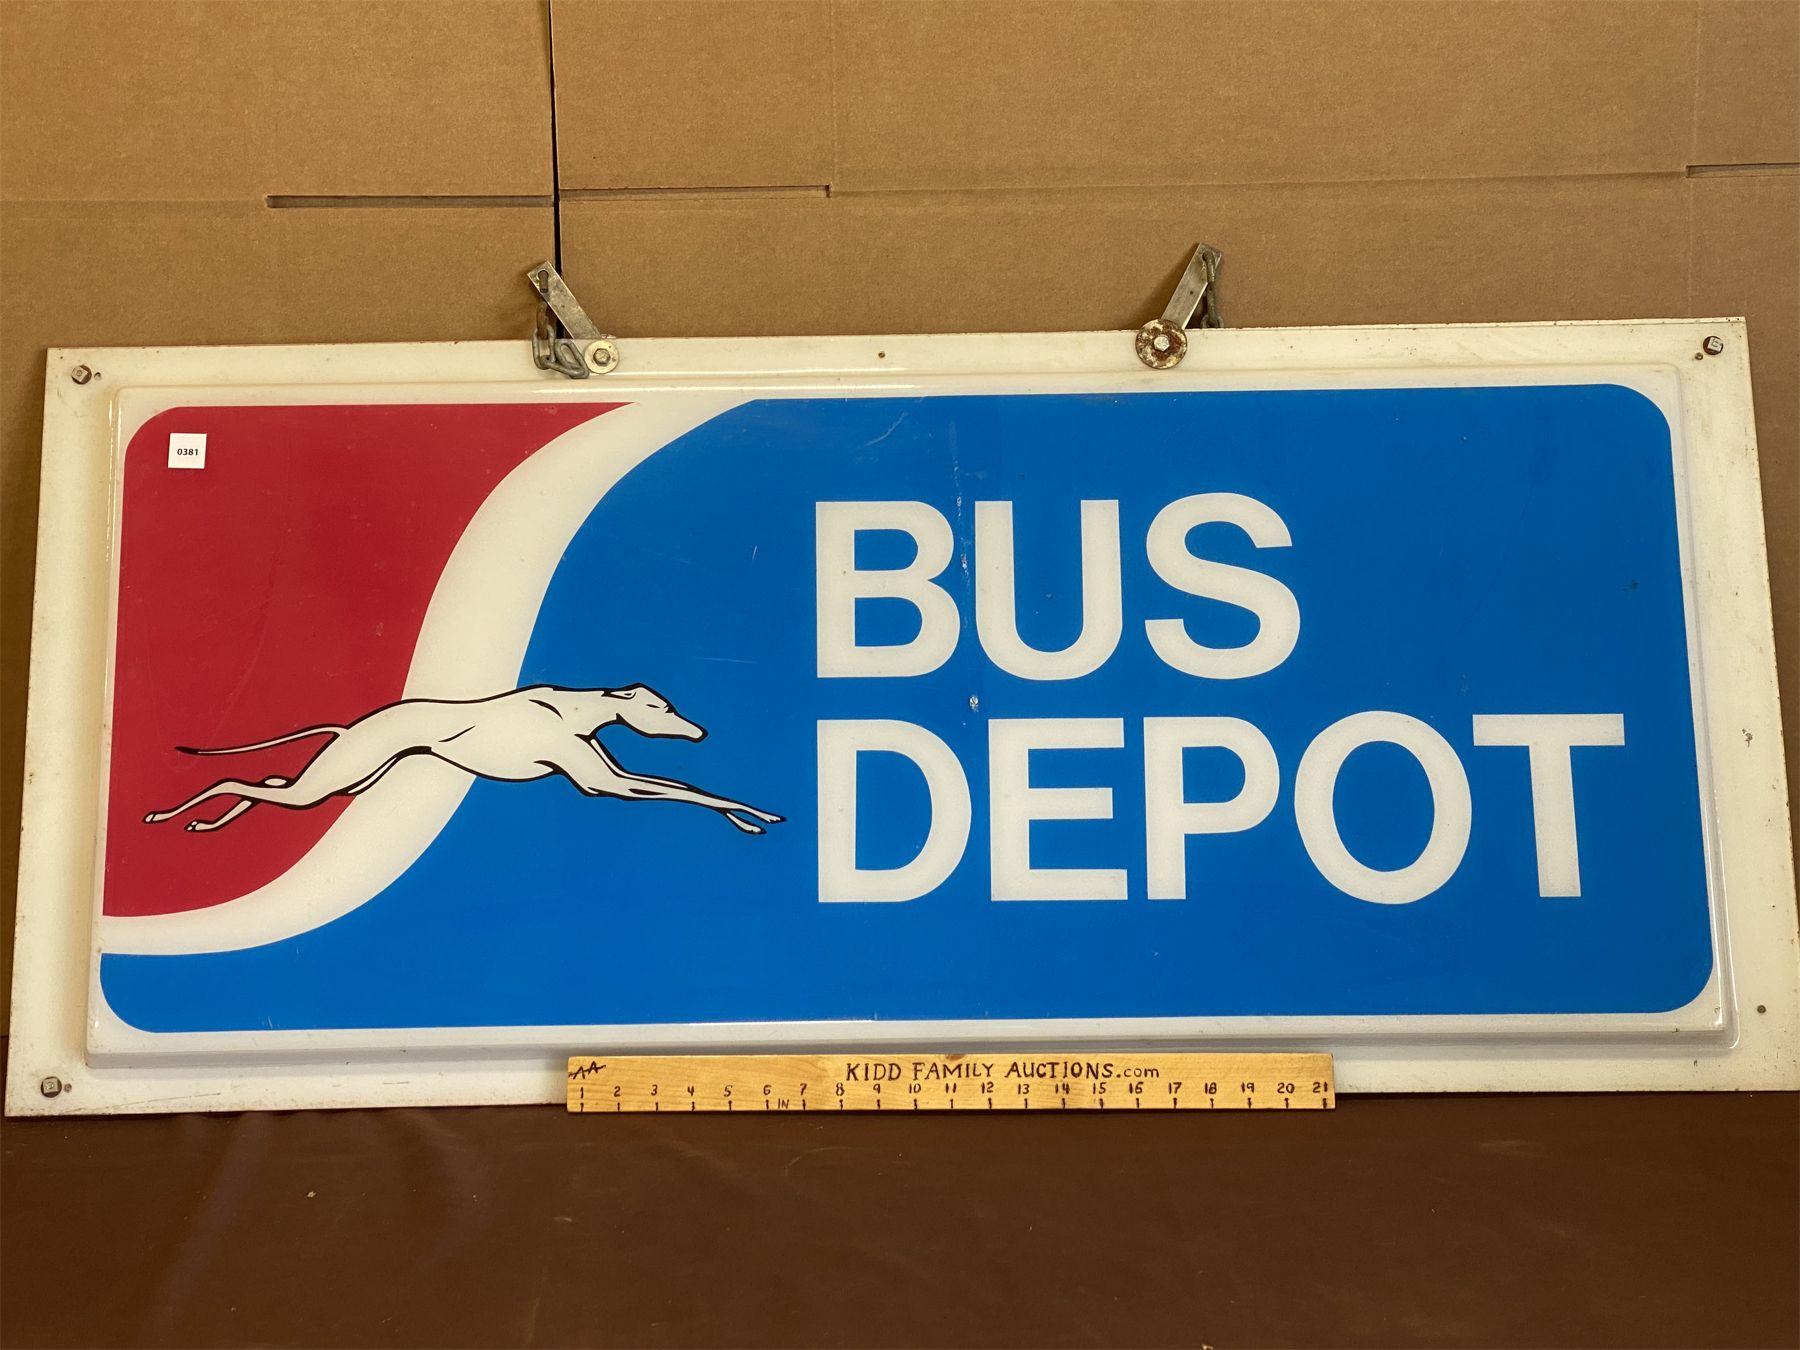 0381
BUS
DEPOT
AA
KIDD FAMILY AUCTIONS.com
1 2 3 4 5 6 7 8 9 10 11 12 13 14 15 16 17 18 19 20 21
IN